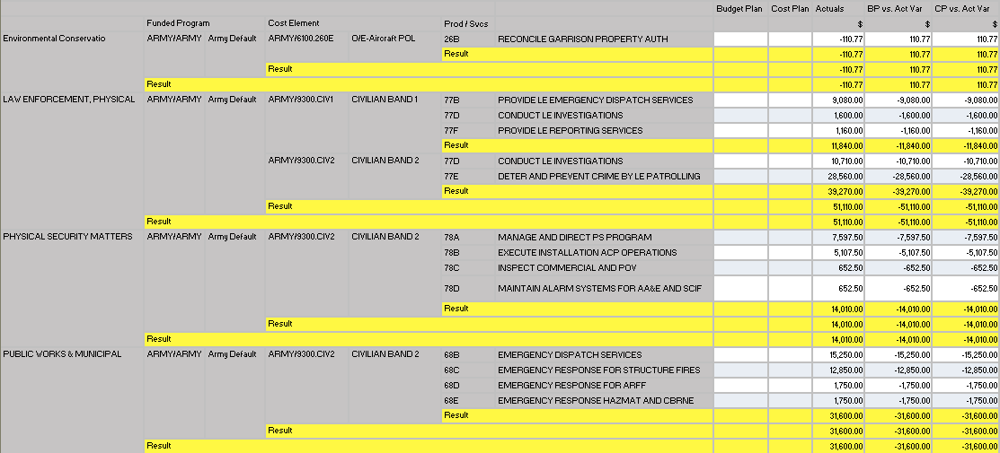 Budget Plan Cost Plan Actuals BP vs. Act Var CP vs. Act Var
Funded Program Cost Element Prod / Svcs $ $ $
Environmental Conservatio ARMY/ARMY Army Default ARMY/6100.260E O/E-Aircraft POL 26B RECONCILE GARRISON PROPERTY AUTH -110.77 110.77 110.77
Result -110.77 110.77 110.77
Result -110.77 110.77 110.77
Result -110.77 110.77 110.77
LAW ENFORCEMENT, PHYSICAL ARMY/ARMY Army Default ARMY/9300.CIV1 CIVILIAN BAND 1 77B PROVIDE LE EMERGENCY DISPATCH SERVICES 9,080.00 -9,080.00 -9,080.00
77D CONDUCT LE INVESTIGATIONS 1,600.00 -1,600.00 -1,600.00
77F PROVIDE LE REPORTING SERVICES 1,160.00 -1,160.00 -1,160.00
Result 11,840.00 -11,840.00 -11,840.00
ARMY/9300.CIV2 CIVILIAN BAND 2 77D CONDUCT LE INVESTIGATIONS 10,710.00 -10,710.00 -10,710.00
77E DETER AND PREVENT CRIME BY LE PATROLLING 28,560.00 -28,560.00 -28,560.00
Result 39,270.00 -39,270.00 -39,270.00
Result 51,110.00 -51,110.00 -51,110.00
Result 51,110.00 -51,110.00 -51,110.00
PHYSICAL SECURITY MATTERS ARMY/ARMY Army Default ARMY/9300.CIV2 CIVILIAN BAND 2 78A MANAGE AND DIRECT PS PROGRAM 7,597.50 -7,597.50 -7,597.50
78B EXECUTE INSTALLATION ACP OPERATIONS 5,107.50 -5,107.50 -5,107.50
78C INSPECT COMMERCIAL AND POV 652.50 -652.50 -652.50
78D MAINTAIN ALARM SYSTEMS FOR AA&E AND SCIF 652.50 -652.50 -652.50
Result 14,010.00 -14,010.00 -14,010.00
Result 14,010.00 -14,010.00 -14,010.00
Result 14,010.00 -14,010.00 -14,010.00
PUBLIC WORKS & MUNICIPAL ARMY/ARMY Army Default ARMY/9300.CIV2 CIVILIAN BAND 2 68B EMERGENCY DISPATCH SERVICES 15,250.00 -15,250.00 -15,250.00
68C EMERGENCY RESPONSE FOR STRUCTURE FIRES 12,850.00 -12,850.00 -12,850.00
68D EMERGENCY RESPONSE FOR ARFF 1,750.00 -1,750.00 -1,750.00
68E EMERGENCY RESPONSE HAZMAT AND CBRNE 1,750.00 -1,750.00 -1,750.00
Result 31,600.00 -31,600.00 -31,600.00
Result 31,600.00 -31,600.00 -31,600.00
Result 31,600.00 -31,600.00 -31,600.00